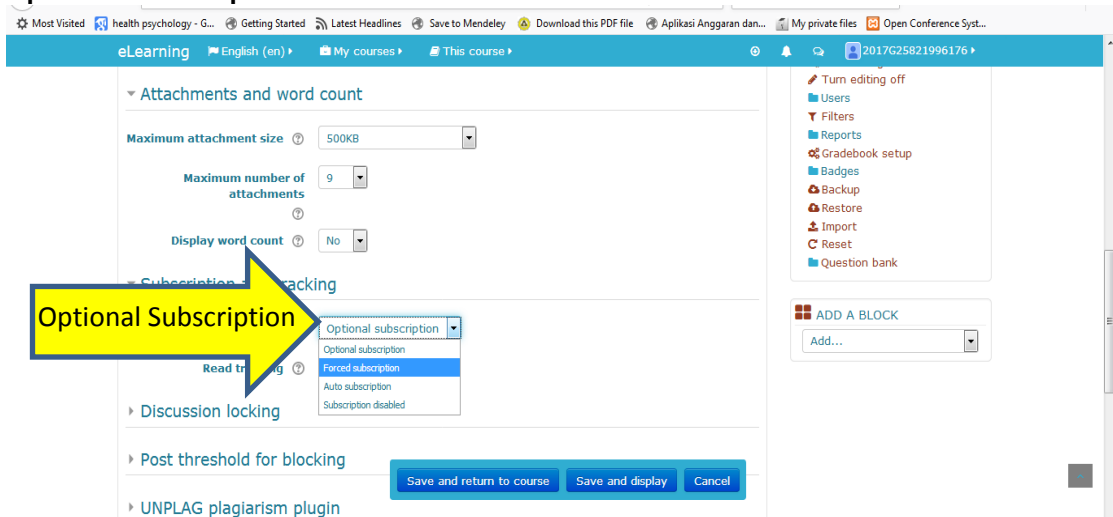 Most Visited health psychology - G... Getting Started Latest Headlines Save to Mendeley Download this PDF file Aplikasi Anggaran dan... My private files Open Conference Syst...
eLearning English (en) My courses This course 2017G25821996176
Attachments and word count
Maximum attachment size 500KB
Maximum number of attachments 9
Display word count No
Subscription tracking
Optional Subscription
Optional subscription
Optional subscription
Forced subscription
Auto subscription
Subscription disabled
Read
Discussion locking
Post threshold for blocking
UNPLAG plagiarism plugin
Save and return to course Save and display Cancel
Turn editing off
Users
Filters
Reports
Gradebook setup
Badges
Backup
Restore
Import
Reset
Question bank
ADD A BLOCK
Add...